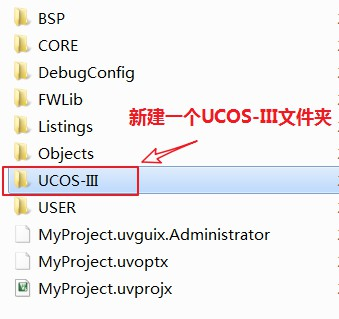 BSP
CORE
DebugConfig
FWLib
Listings
新建一个UCOS-III文件夹
Objects
UCOS-III
USER
MyProject.uvguix.Administrator
MyProject.uvoptx
MyProject.uvprojx